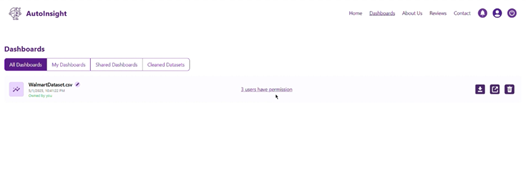 AutoInsight
Home Dashboards About Us Reviews Contact
Dashboards
All Dashboards My Dashboards Shared Dashboards Cleaned Datasets
WalmartDataset.csv
Owned by you
3 users have permission